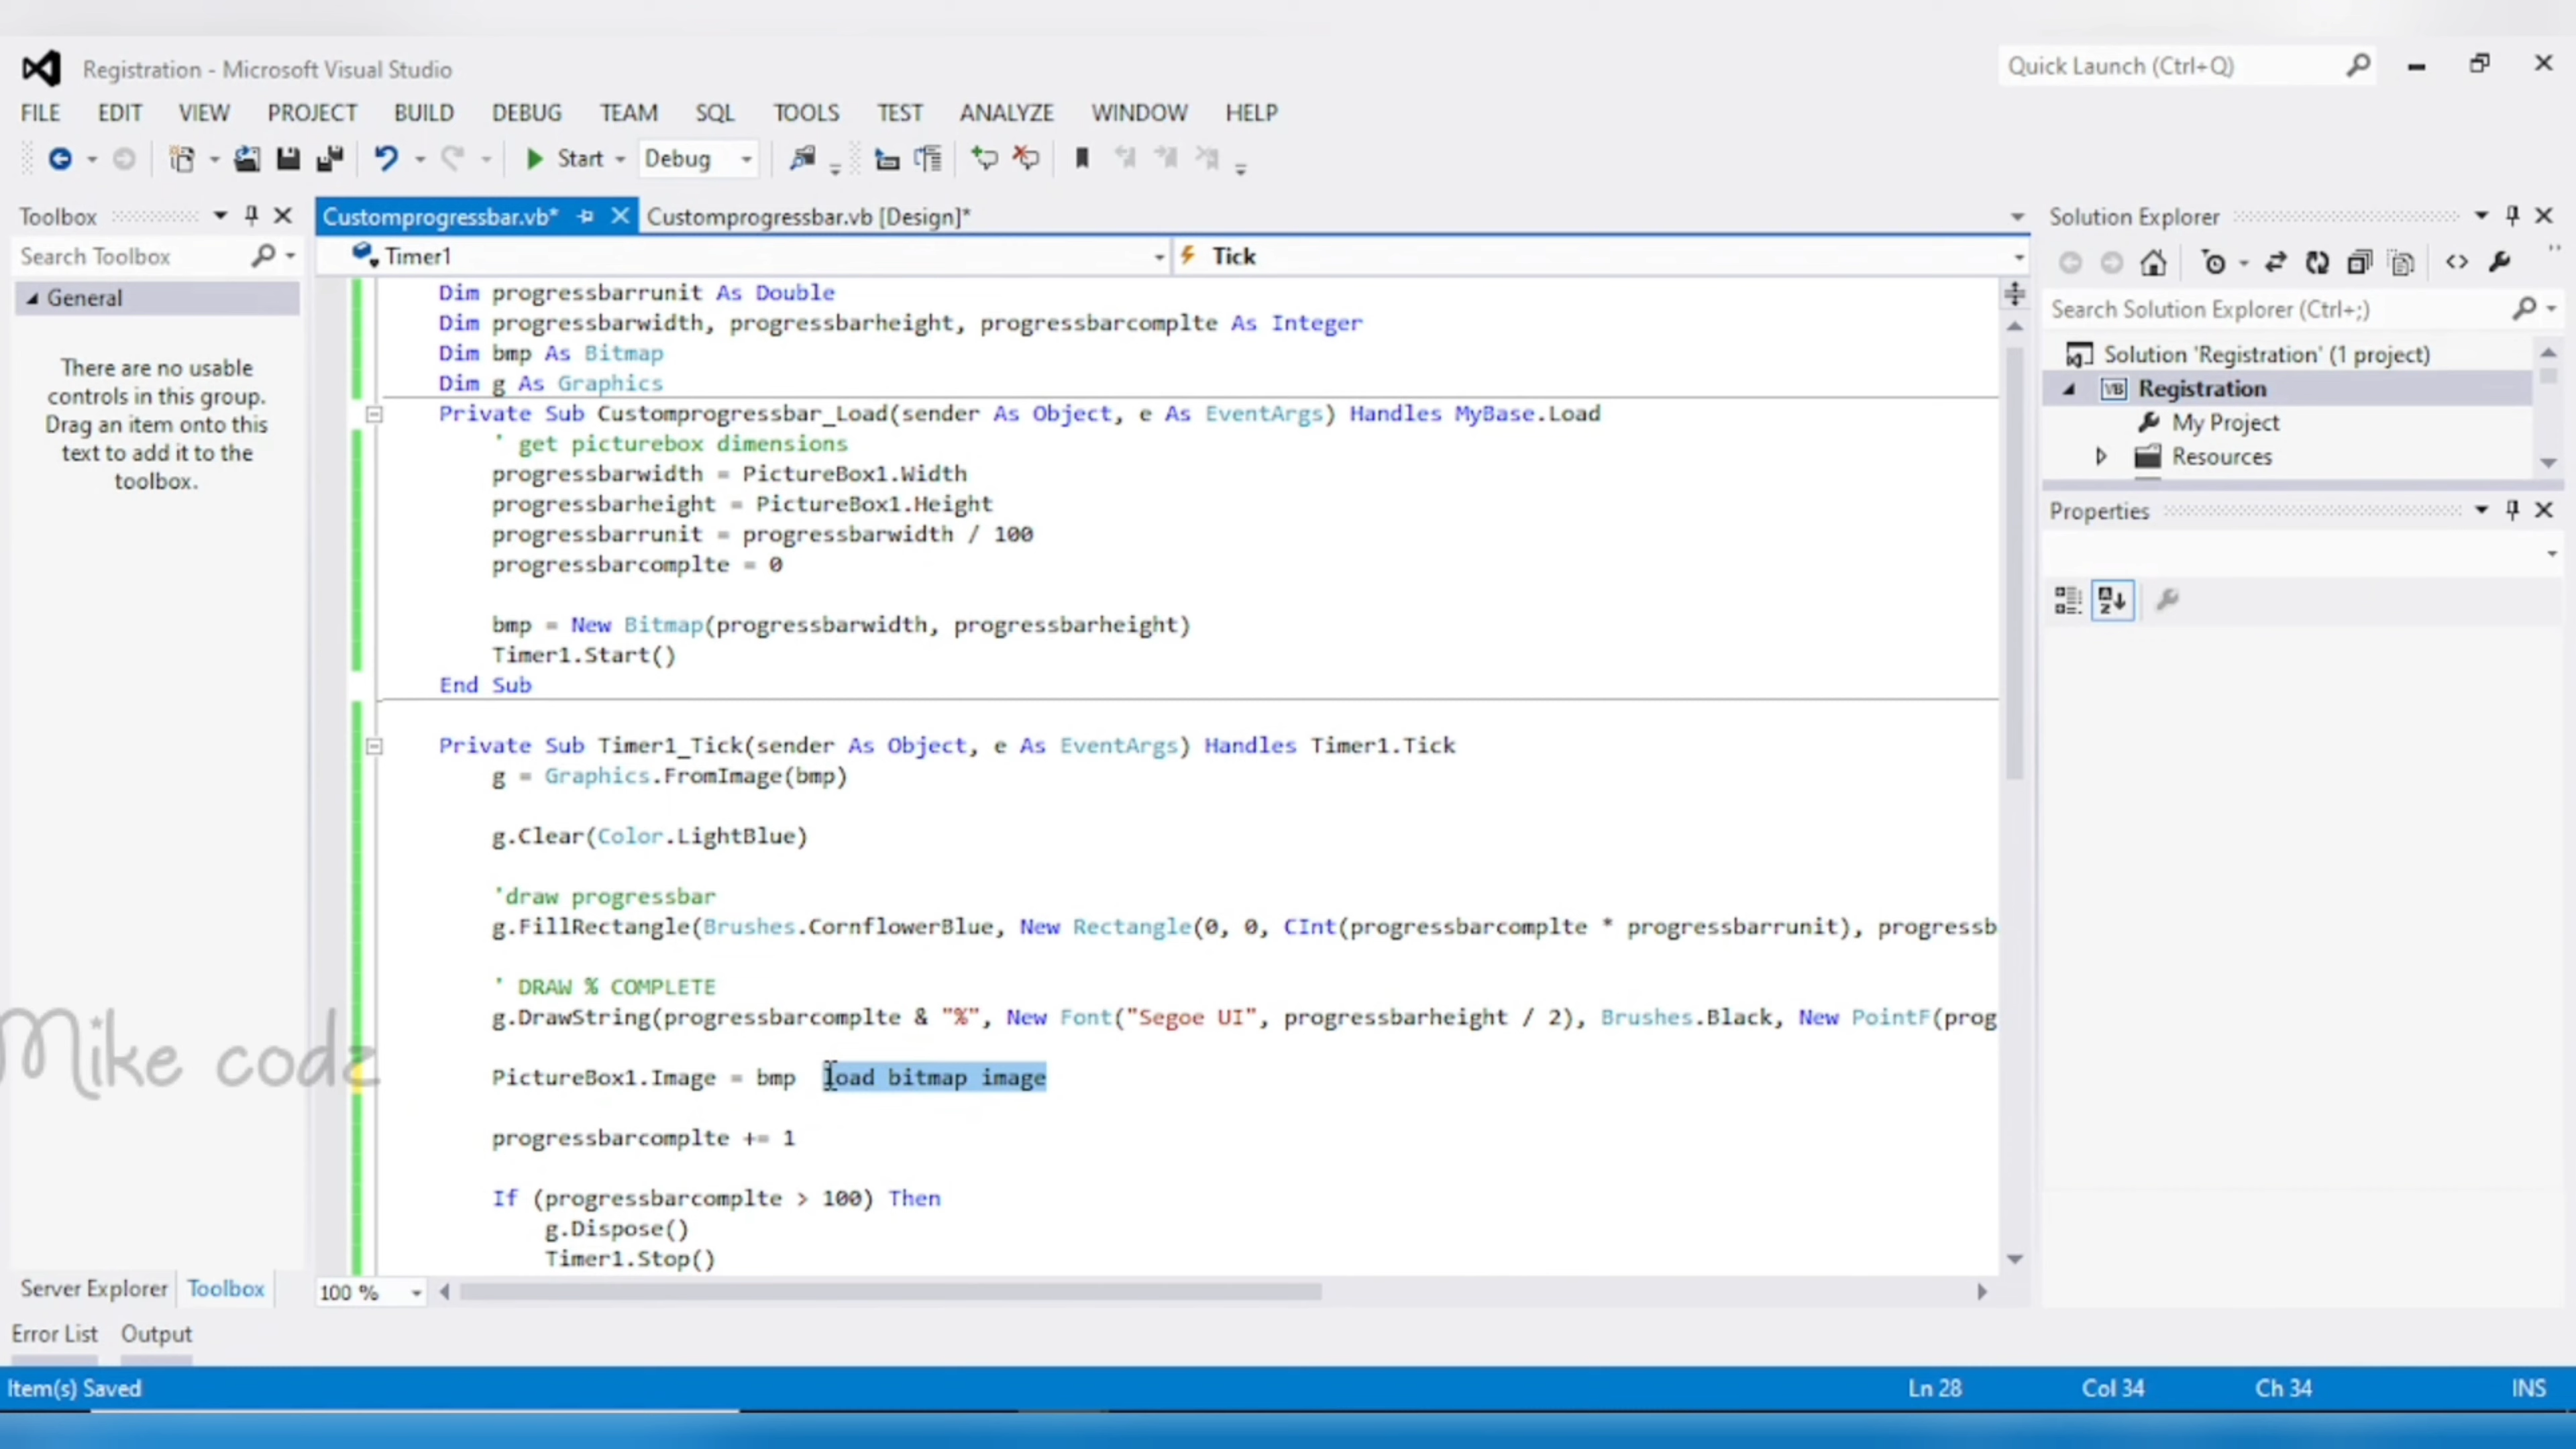 Registration - Microsoft Visual Studio
Quick Launch (Ctrl+Q)
FILE EDIT VIEW PROJECT BUILD DEBUG TEAM SQL TOOLS TEST ANALYZE WINDOW HELP
Start Debug
Toolbox
Search Toolbox
General
There are no usable
controls in this group.
Drag an item onto this
text to add it to the
toolbox.
Server Explorer Toolbox
Customprogressbar.vb* Customprogressbar.vb [Design]*
Timer1 Tick
Dim progressbarrunit As Double
Dim progressbarwidth, progressbarheight, progressbarcomplte As Integer
Dim bmp As Bitmap
Dim g As Graphics
Private Sub Customprogressbar_Load(sender As Object, e As EventArgs) Handles MyBase.Load
' get picturebox dimensions
progressbarwidth = PictureBox1.Width
progressbarheight = PictureBox1.Height
progressbarrunit = progressbarwidth / 100
progressbarcomplte = 0
bmp = New Bitmap(progressbarwidth, progressbarheight)
Timer1.Start()
End Sub
Private Sub Timer1_Tick(sender As Object, e As EventArgs) Handles Timer1.Tick
g = Graphics.FromImage(bmp)
g.Clear(Color.LightBlue)
'draw progressbar
g.FillRectangle(Brushes.CornflowerBlue, New Rectangle(0, 0, CInt(progressbarcomplte * progressbarrunit), progressb
' DRAW % COMPLETE
g.DrawString(progressbarcomplte & "%", New Font("Segoe UI", progressbarheight / 2), Brushes.Black, New PointF(prog
PictureBox1.Image = bmp load bitmap image
progressbarcomplte += 1
If (progressbarcomplte > 100) Then
g.Dispose()
Timer1.Stop()
100 %
Mike codz
Solution Explorer
Search Solution Explorer (Ctrl+;)
Solution 'Registration' (1 project)
VB Registration
My Project
Resources
Properties
Error List Output
Item(s) Saved Ln 28 Col 34 Ch 34 INS